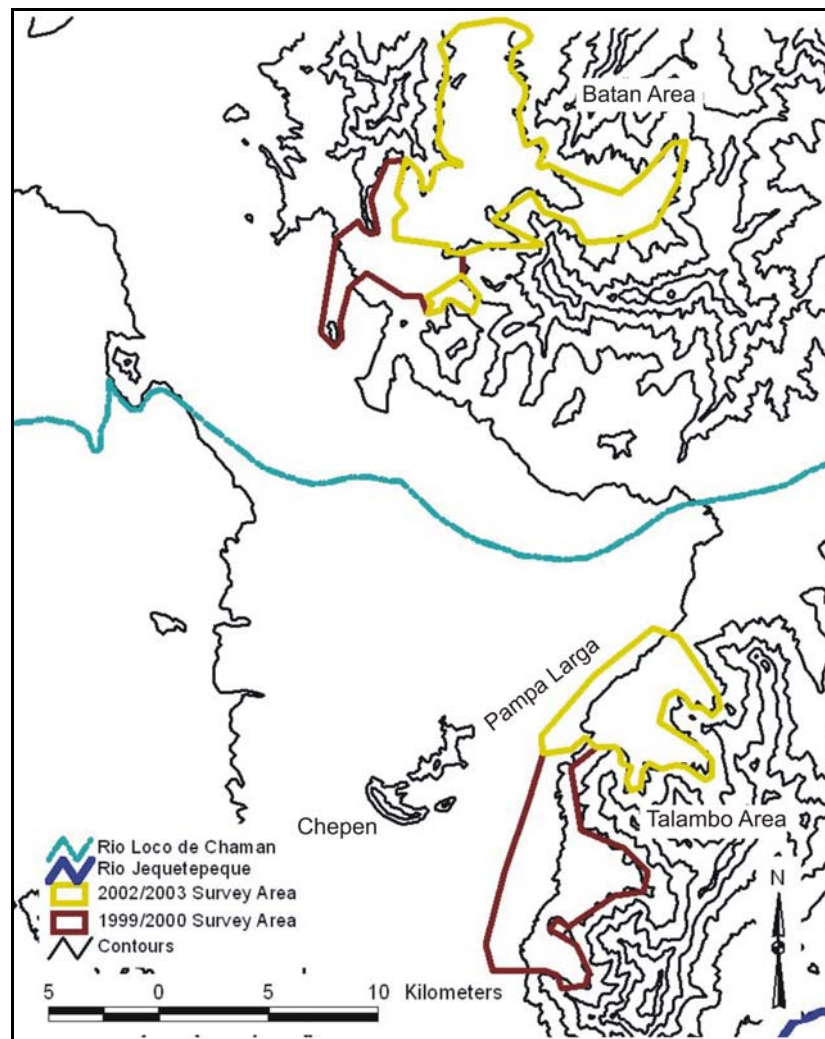 Batan Area
Pampa Larga
Chepen
Talambo Area
Rio Loco de Chaman
Rio Jequetepeque
2002/2003 Survey Area
1999/2000 Survey Area
Contours
N
5 0 5 10 Kilometers